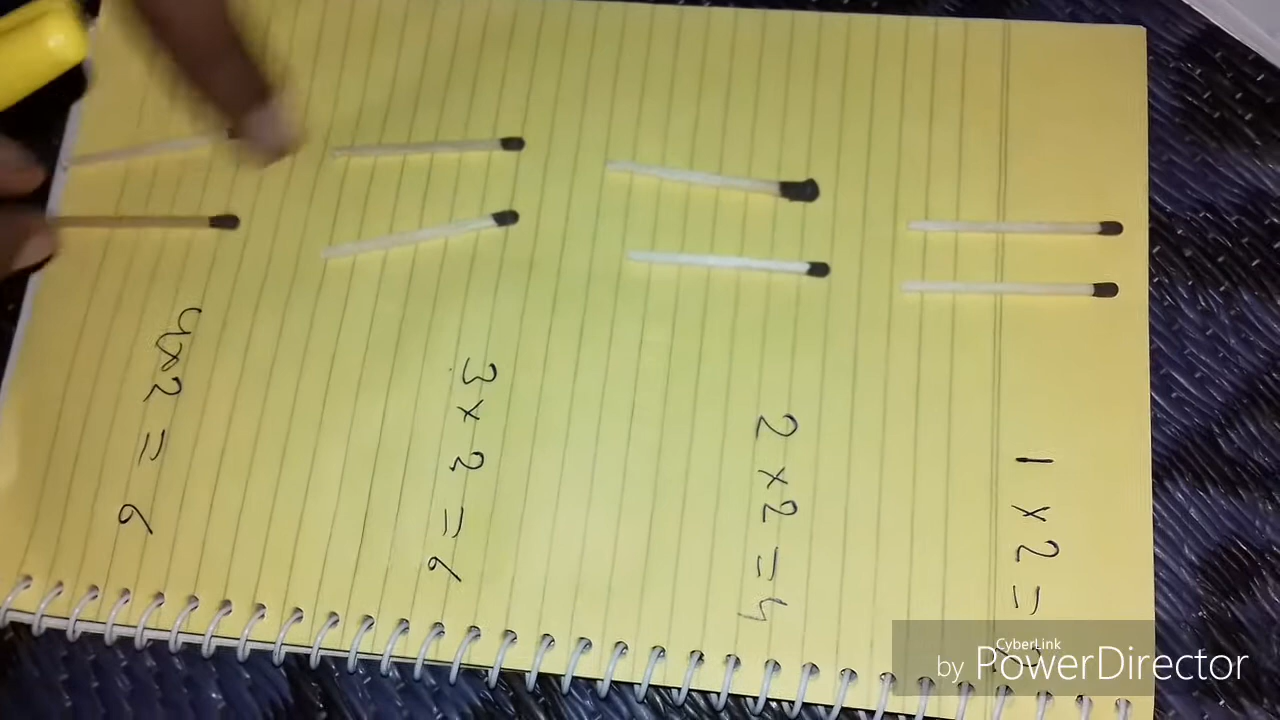 1 x 2 =
2 x 2 = 4
3 x 2 = 6
4 x 2 = 6
CyberLink
by PowerDirector